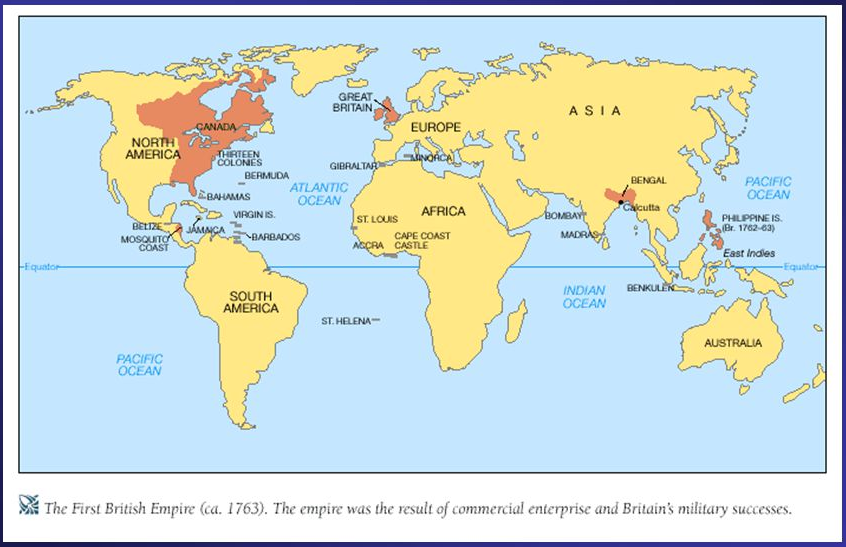 GREAT
BRITAIN
ASIA
CANADA
EUROPE
NORTH
AMERICA
THIRTEEN
COLONIES
GIBRALTAR
MINORCA
BERMUDA
BENGAL
ATLANTIC
OCEAN
PACIFIC
OCEAN
BAHAMAS
Calcutta
AFRICA
VIRGIN IS.
ST. LOUIS
BOMBAY
PHILIPPINE IS.
(Br. 1762–63)
BELIZE
JAMAICA
MOSQUITO
COAST
BARBADOS
ACCRA
CAPE COAST
CASTLE
MADRAS
East Indies
Equator
Equator
SOUTH
AMERICA
INDIAN
OCEAN
BENKULEN
ST. HELENA
AUSTRALIA
PACIFIC
OCEAN
The First British Empire (ca. 1763). The empire was the result of commercial enterprise and Britain's military successes.